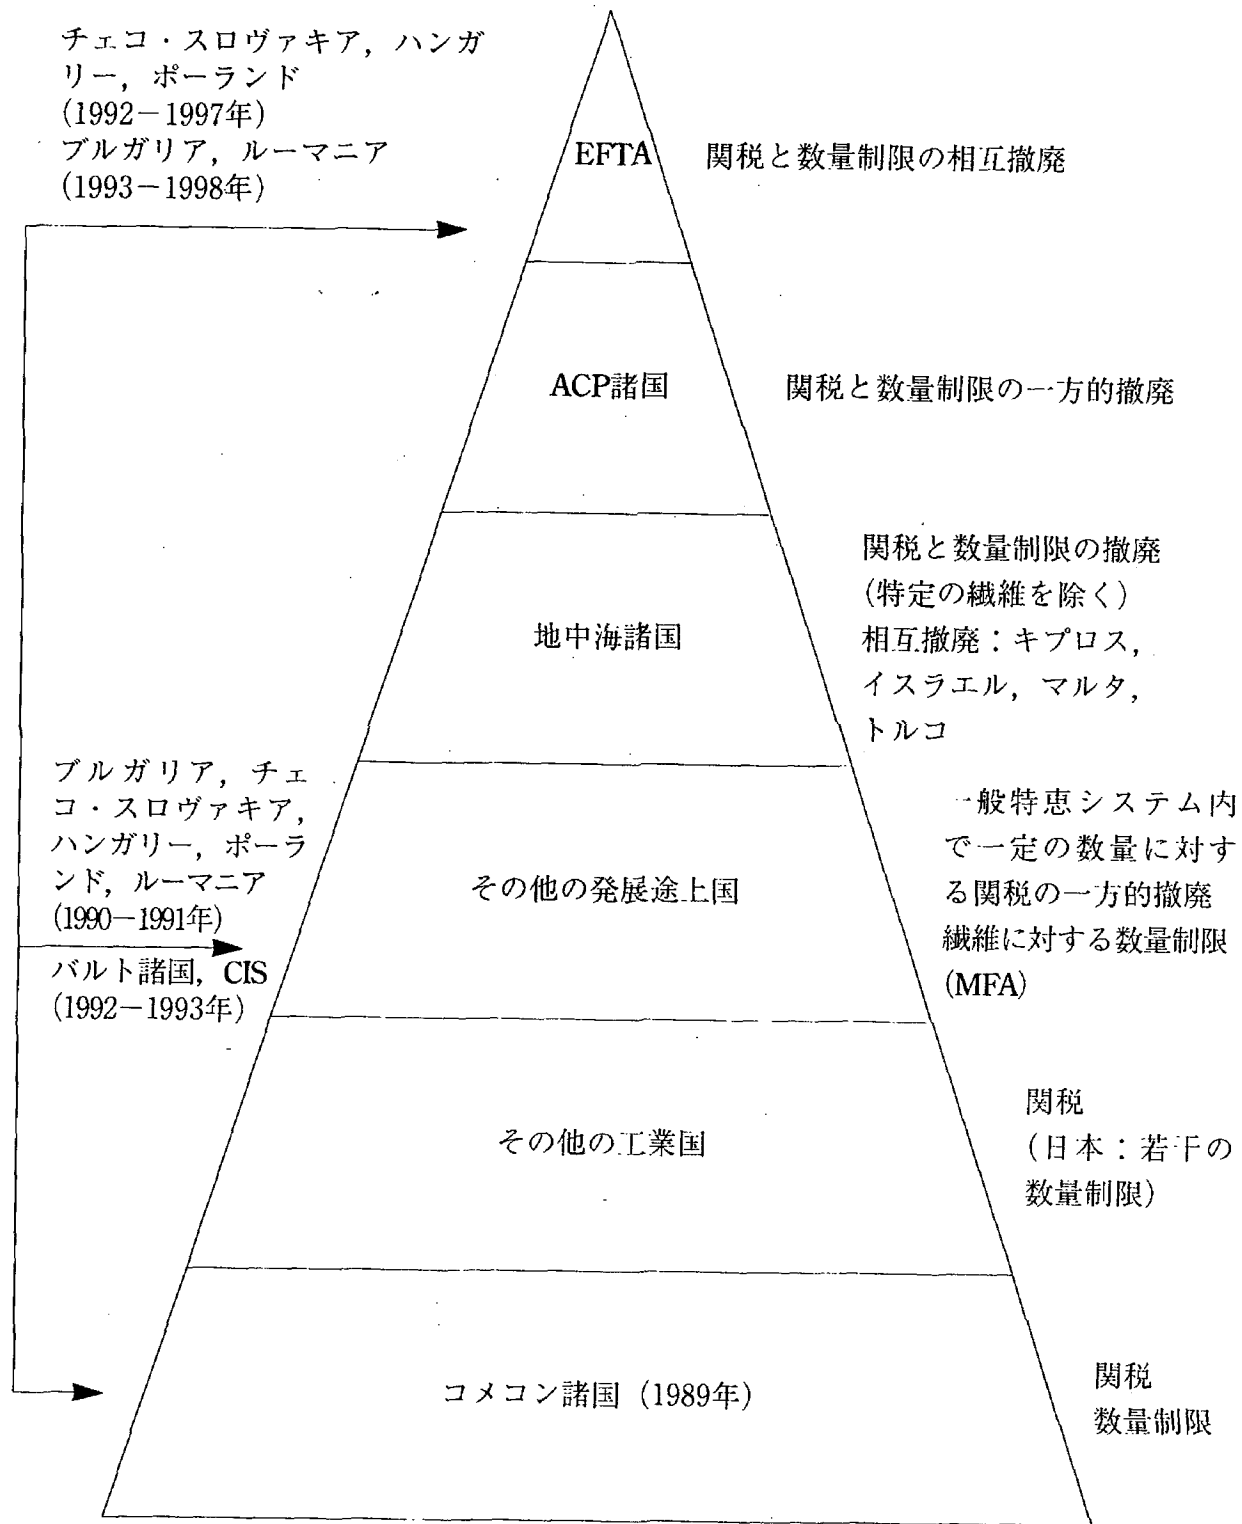 チェコ・スロヴァキア，ハンガ
リー，ポーランド
(1992－1997年)
ブルガリア，ルーマニア
(1993－1998年)
EFTA
関税と数量制限の相互撤廃
ACP諸国
関税と数量制限の一方的撤廃
地中海諸国
関税と数量制限の撤廃
(特定の繊維を除く)
相互撤廃：キプロス，
イスラエル，マルタ，
トルコ
ブルガリア，チェ
コ・スロヴァキア，
ハンガリー，ポーラ
ンド，ルーマニア
(1990－1991年)
バルト諸国，CIS
(1992－1993年)
その他の発展途上国
一般特恵システム内
で一定の数量に対す
る関税の一方的撤廃
繊維に対する数量制限
(MFA)
その他の工業国
関税
(日本：若干の
数量制限)
コメコン諸国 (1989年)
関税
数量制限